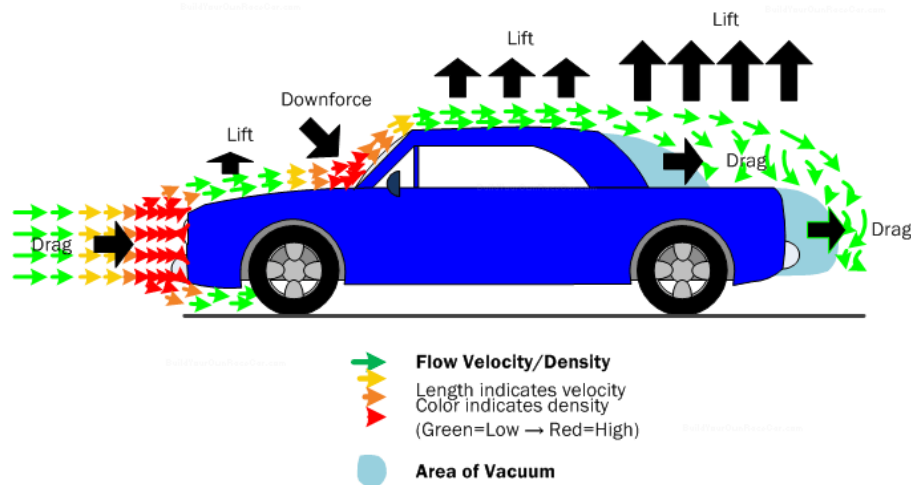 Lift
Lift
Downforce
Lift
Drag
Drag
Drag
Flow Velocity/Density
Length indicates velocity
Color indicates density
(Green=Low → Red=High)
Area of Vacuum